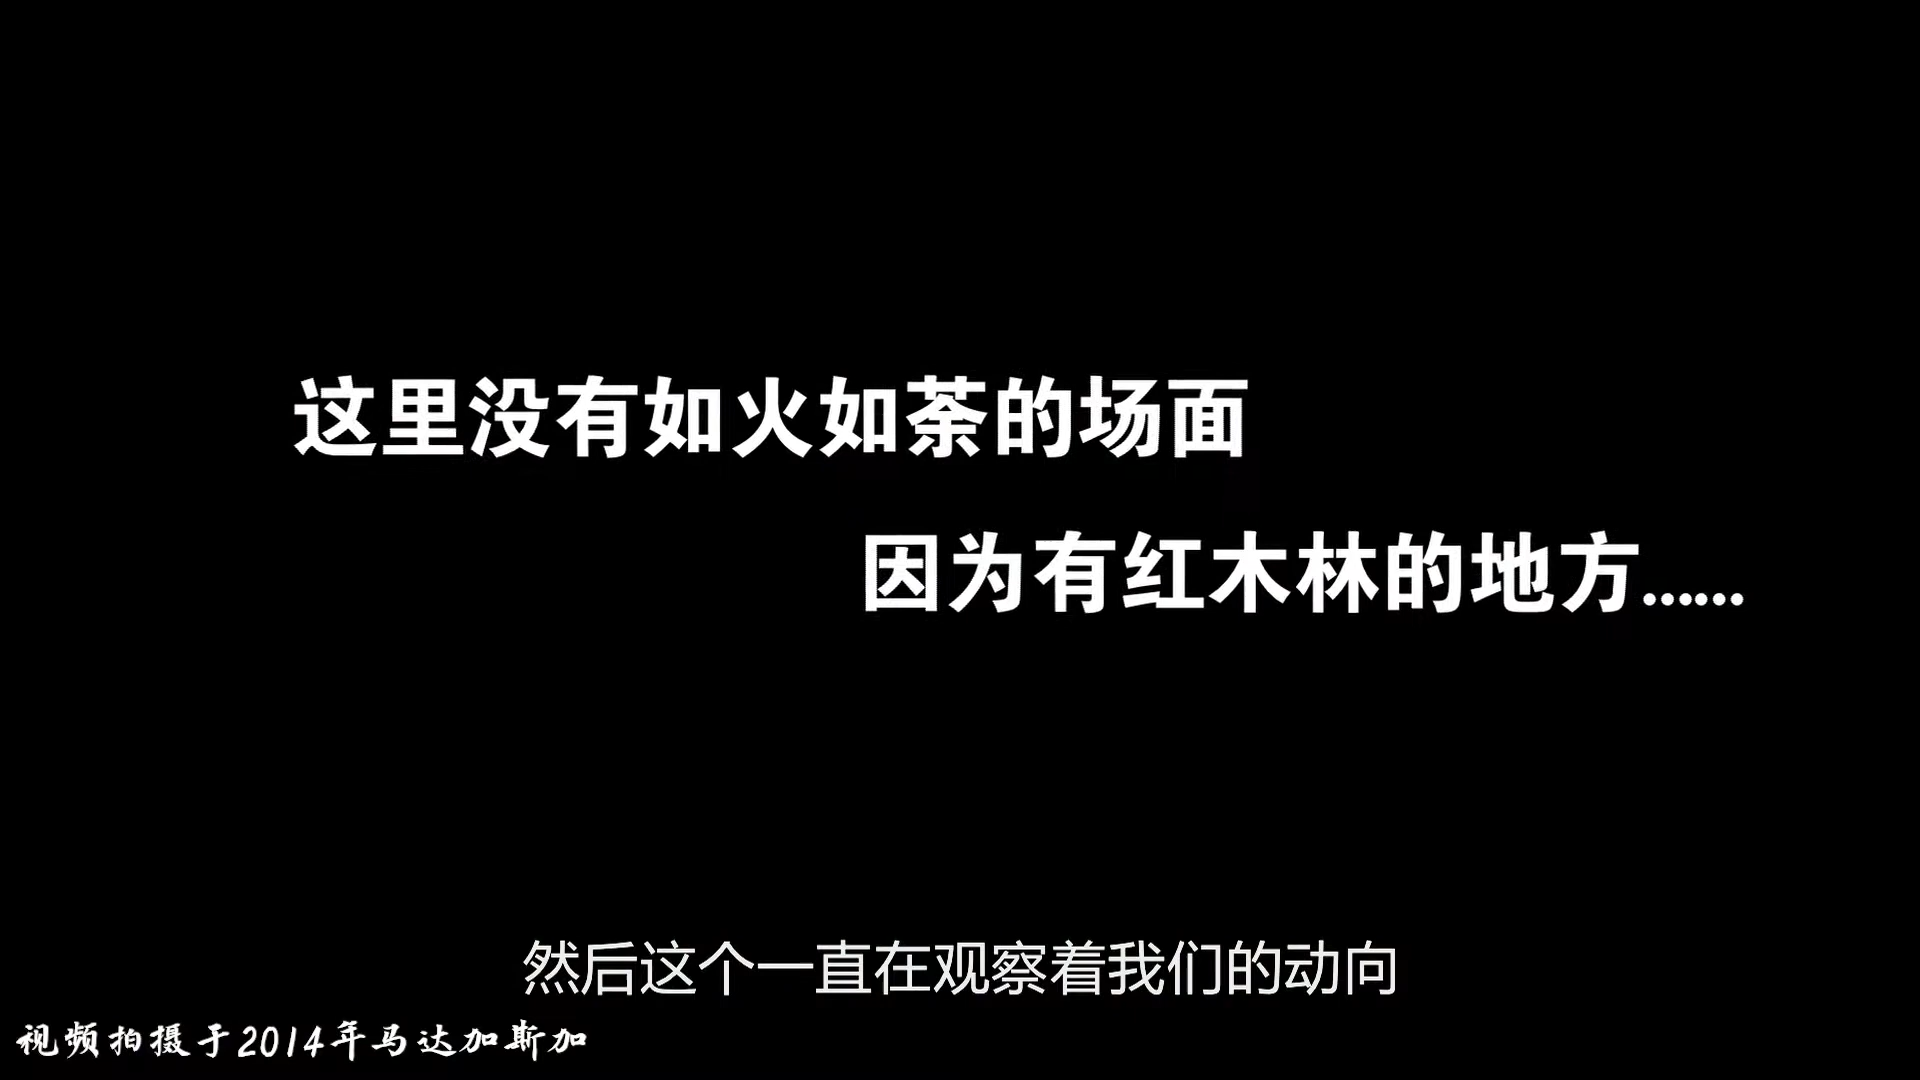 这里没有如火如荼的场面
因为有红木林的地方……
然后这个一直在观察着我们的动向
视频拍摄于2014年马达加斯加